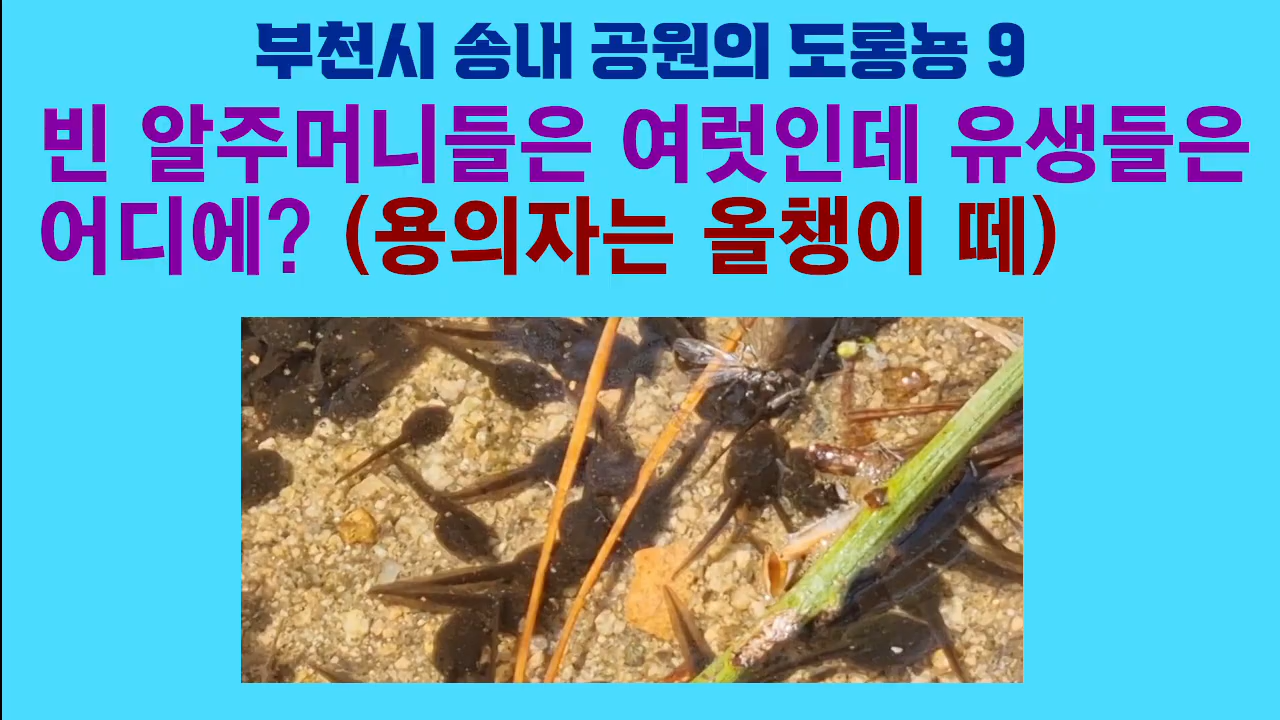 부천시 송내 공원의 도롱뇽 9
빈 알주머니들은 여럿인데 유생들은
어디에? (용의자는 올챙이 떼)